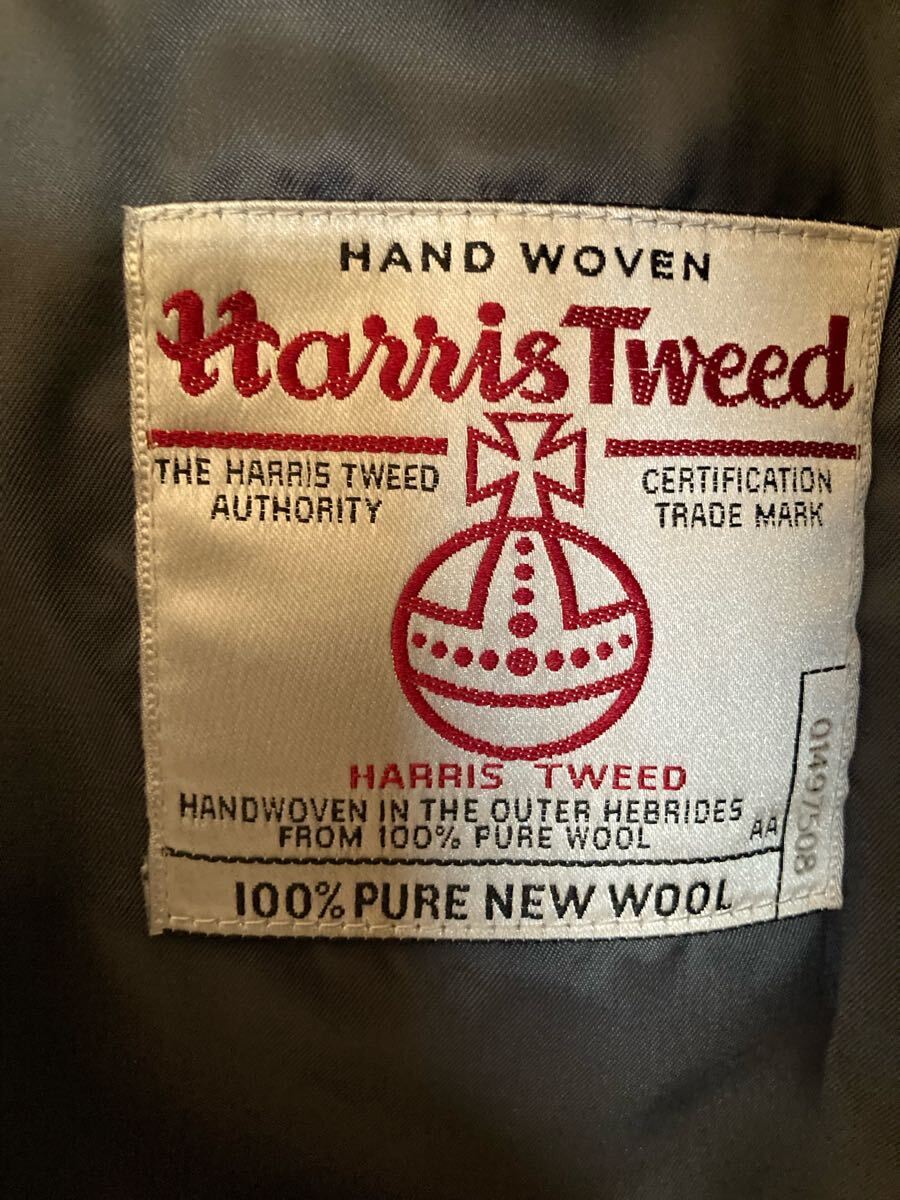 HAND WOVEN
Harris Tweed
THE HARRIS TWEED
AUTHORITY
CERTIFICATION
TRADE MARK
HARRIS TWEED
HANDWOVEN IN THE OUTER HEBRIDES
FROM 100% PURE WOOL
AA
01497508
100% PURE NEW WOOL